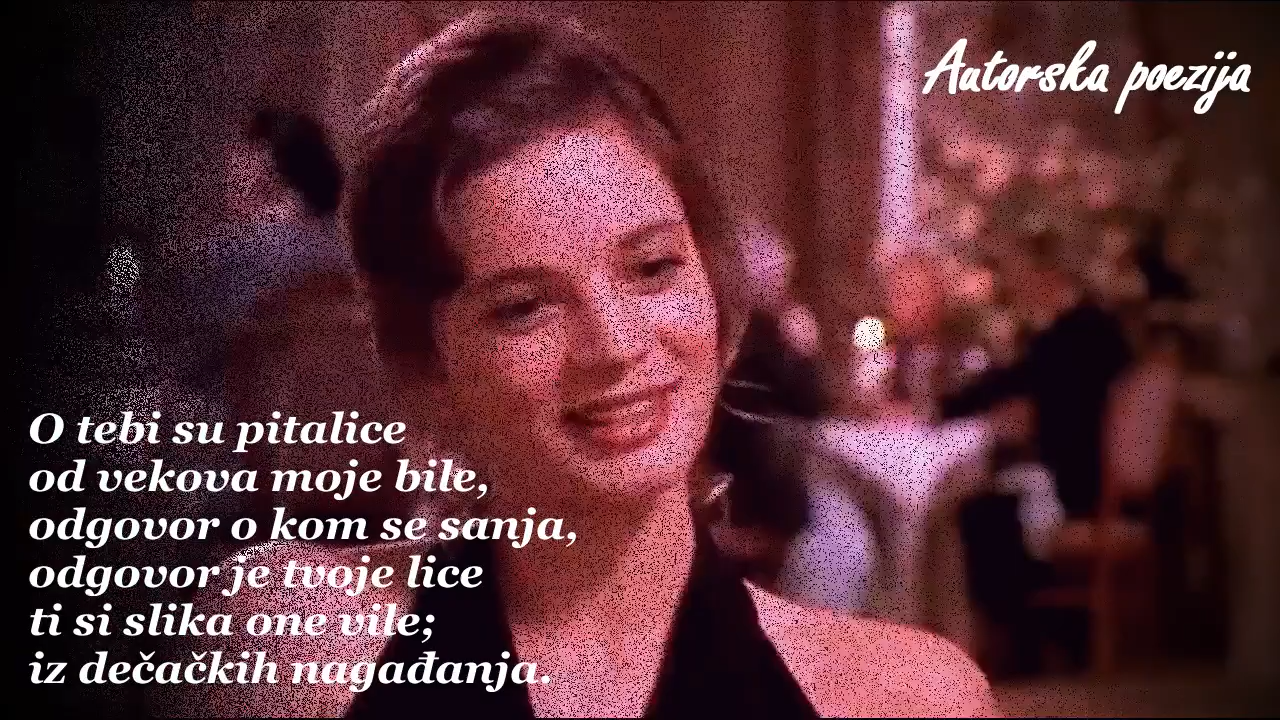 Autorska poezija
O tebi su pitalice
od vekova moje bile,
odgovor o kom se sanja,
odgovor je tvoje lice
ti si slika one vile;
iz dečačkih nagađanja.